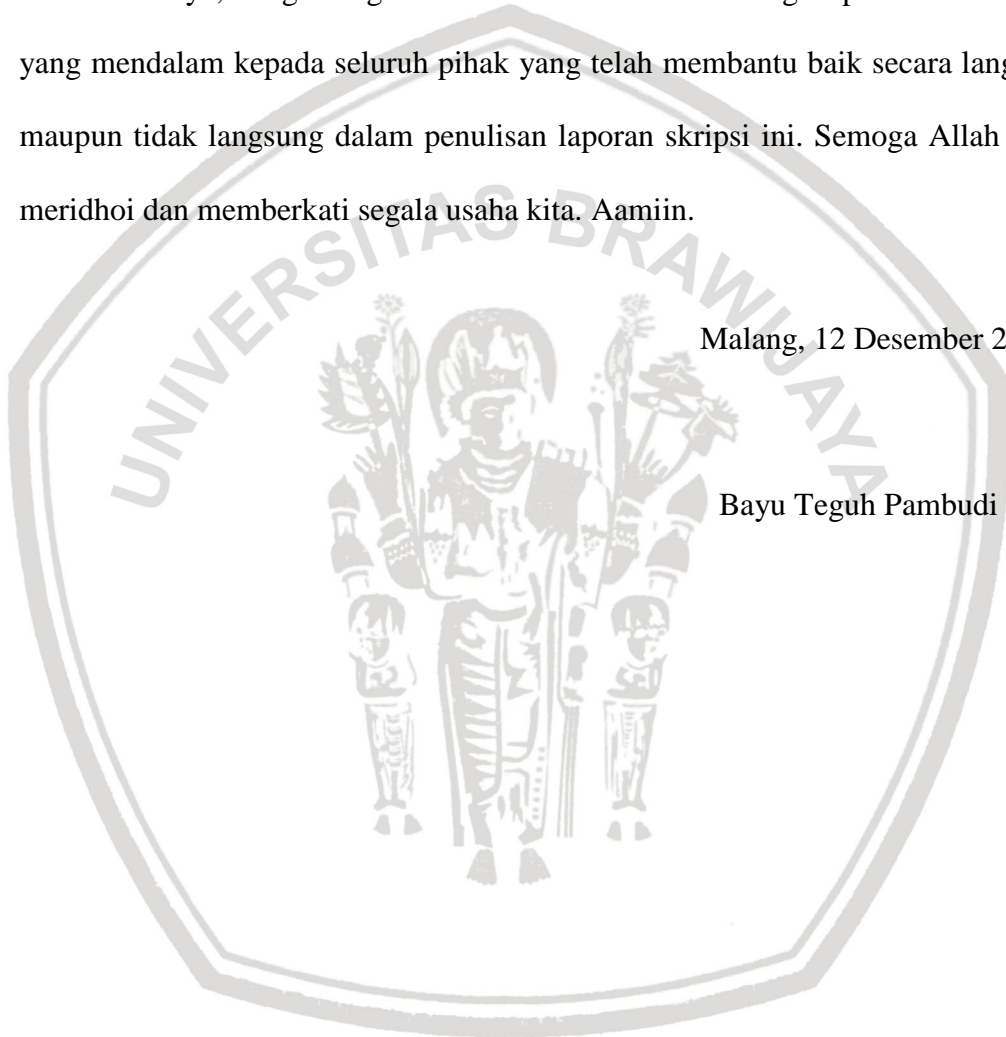 yang mendalam kepada seluruh pihak yang telah membantu baik secara
maupun tidak langsung dalam penulisan laporan skripsi ini. Semoga Allah
meridhoi dan memberkati segala usaha kita. Aamiin.
UNIVERSITAS BRAWIJAYA
Malang, 12 Desember 2
Bayu Teguh Pambudi